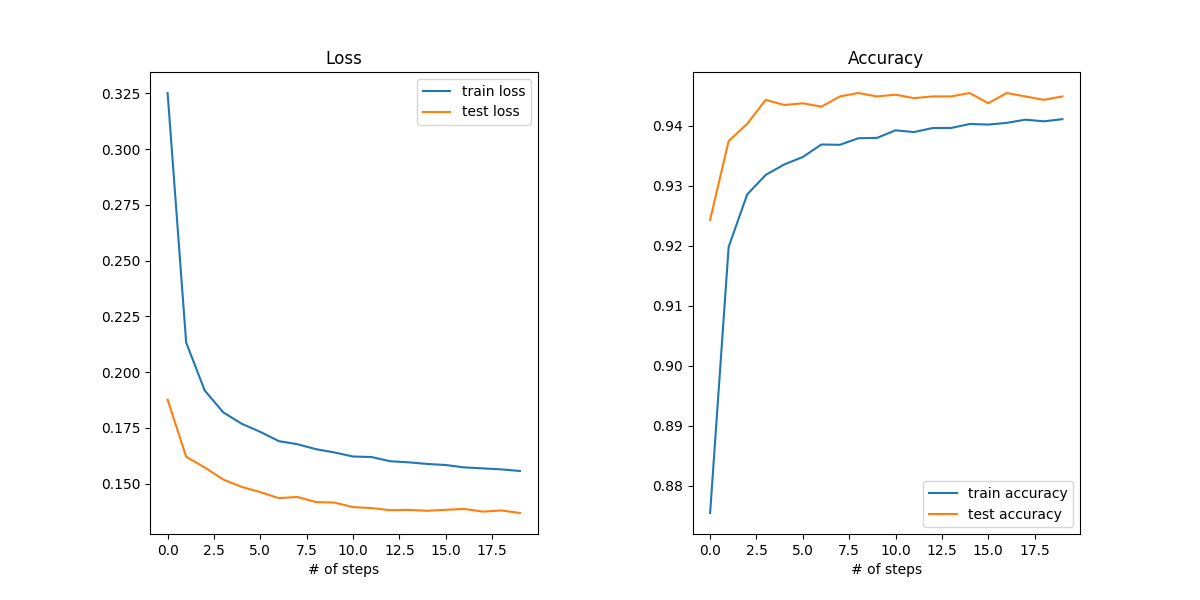 Loss
0.325
0.300
0.275
0.250
0.225
0.200
0.175
0.150
train loss
test loss
0.0 2.5 5.0 7.5 10.0 12.5 15.0 17.5
# of steps
Accuracy
0.94
0.93
0.92
0.91
0.90
0.89
0.88
train accuracy
test accuracy
0.0 2.5 5.0 7.5 10.0 12.5 15.0 17.5
# of steps